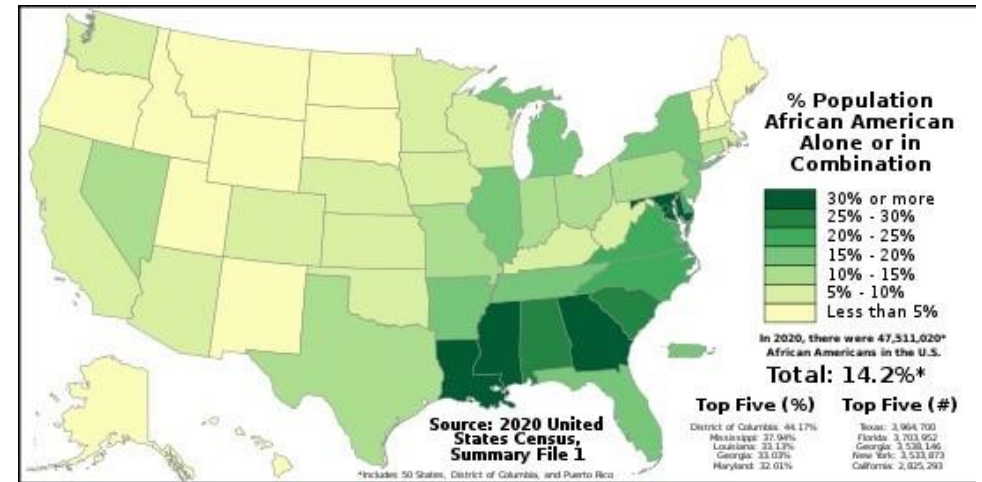 % Population
African American
Alone or in
Combination
30% or more
25% - 30%
20% - 25%
15% - 20%
10% - 15%
5% - 10%
Less than 5%
In 2020, there were 47,511,020*
African Americans in the U.S.
Total: 14.2%*
Top Five (%)
District of Columbia: 44.17%
Mississippi: 37.94%
Louisiana: 33.13%
Georgia: 33.03%
Maryland: 32.01%
Top Five (#)
Texas: 3,964,700
Florida: 3,703,952
Georgia: 3,538,146
New York: 3,533,873
California: 2,825,293
Source: 2020 United
States Census,
Summary File 1
*Includes 50 States, District of Columbia, and Puerto Rico